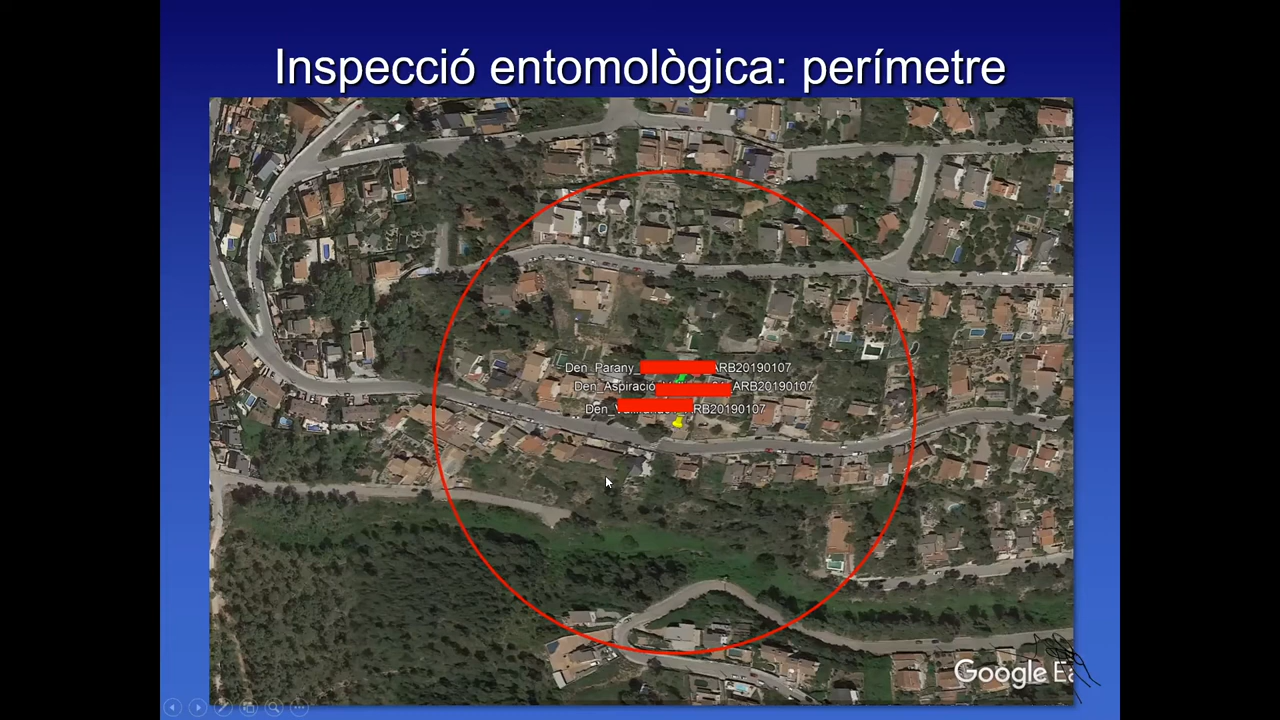 Inspecció entomològica: perímetre
Den_Parany_ ARB20190107
Den_Aspiració ARB20190107
Den_ RB20190107
Google Ea